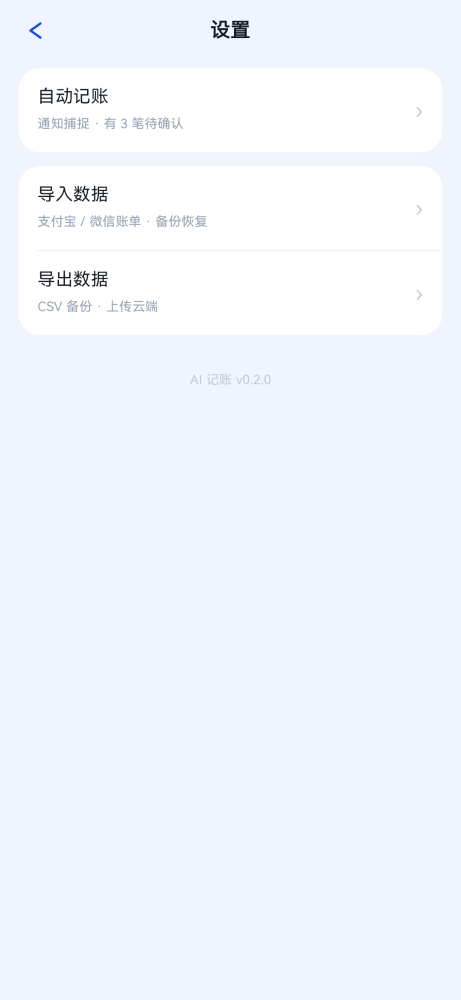 设置
自动记账
通知捕捉 · 有 3 笔待确认
导入数据
支付宝 / 微信账单 · 备份恢复
导出数据
CSV 备份 · 上传云端
AI 记账 v0.2.0